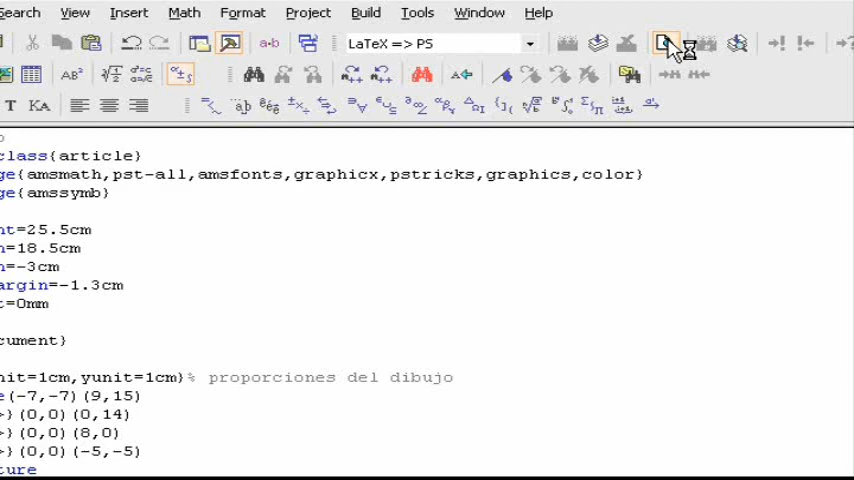 Search View Insert Math Format Project Build Tools Window Help
LaTeX => PS
class{article}
ge{amsmath,pst-all,amsfonts,graphicx,pstricks,graphics,color}
ge{amssymb}
ht=25.5cm
h=18.5cm
n=-3cm
argin=-1.3cm
t=0mm
cument}
nit=1cm,yunit=1cm}% proporciones del dibujo
e(-7,-7)(9,15)
>}(0,0)(0,14)
>}(0,0)(8,0)
>}(0,0)(-5,-5)
ture